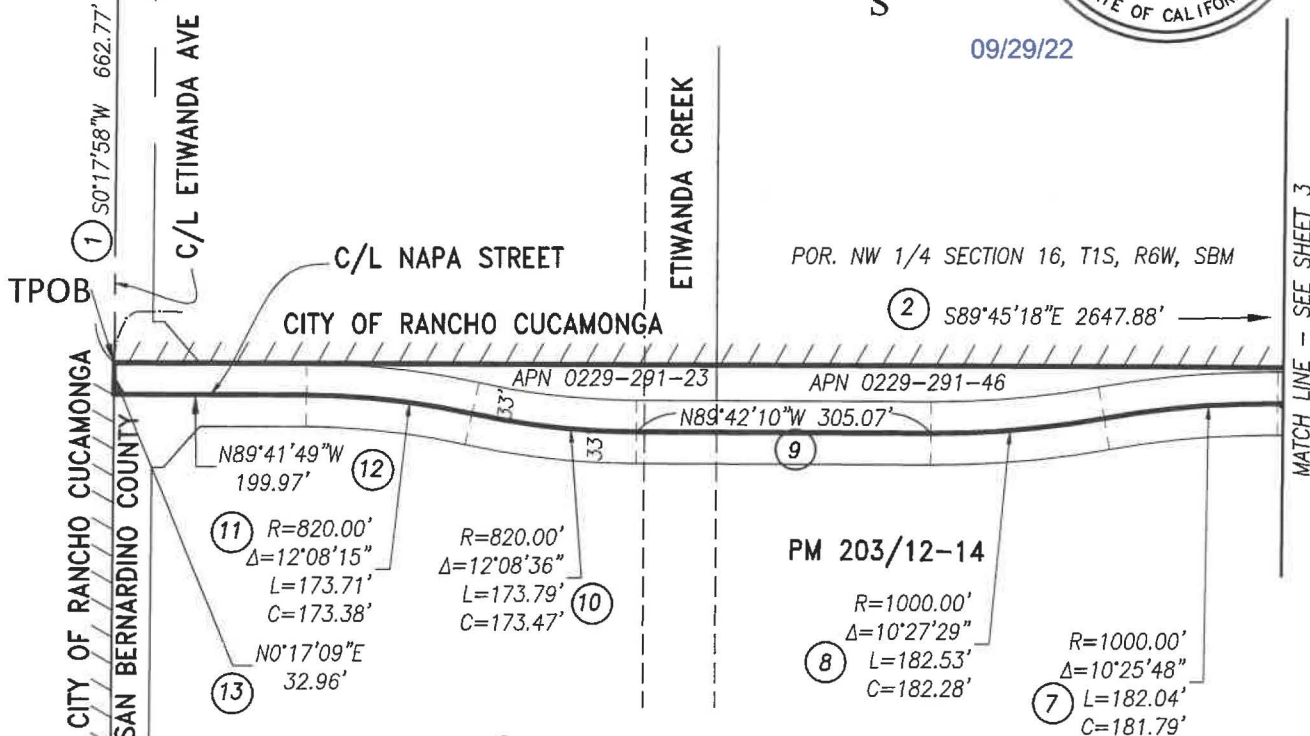 S
TE OF CALIFOR
09/29/22
1 S0°17'58"W 662.77'
C/L ETIWANDA AVE
ETIWANDA CREEK
C/L NAPA STREET
POR. NW 1/4 SECTION 16, T1S, R6W, SBM
TPOB
2 S89°45'18"E 2647.88'
CITY OF RANCHO CUCAMONGA
APN 0229-291-23
APN 0229-291-46
MATCH LINE - SEE SHEET 3
33'
33'
N89°42'10"W 305.07'
9
N89°41'49"W
199.97'
12
11 R=820.00'
Δ=12°08'15"
L=173.71'
C=173.38'
R=820.00'
Δ=12°08'36"
L=173.79'
C=173.47'
10
PM 203/12-14
R=1000.00'
Δ=10°27'29"
8 L=182.53'
C=182.28'
R=1000.00'
Δ=10°25'48"
7 L=182.04'
C=181.79'
N0°17'09"E
13 32.96'
CITY OF RANCHO CUCAMONGA
SAN BERNARDINO COUNTY